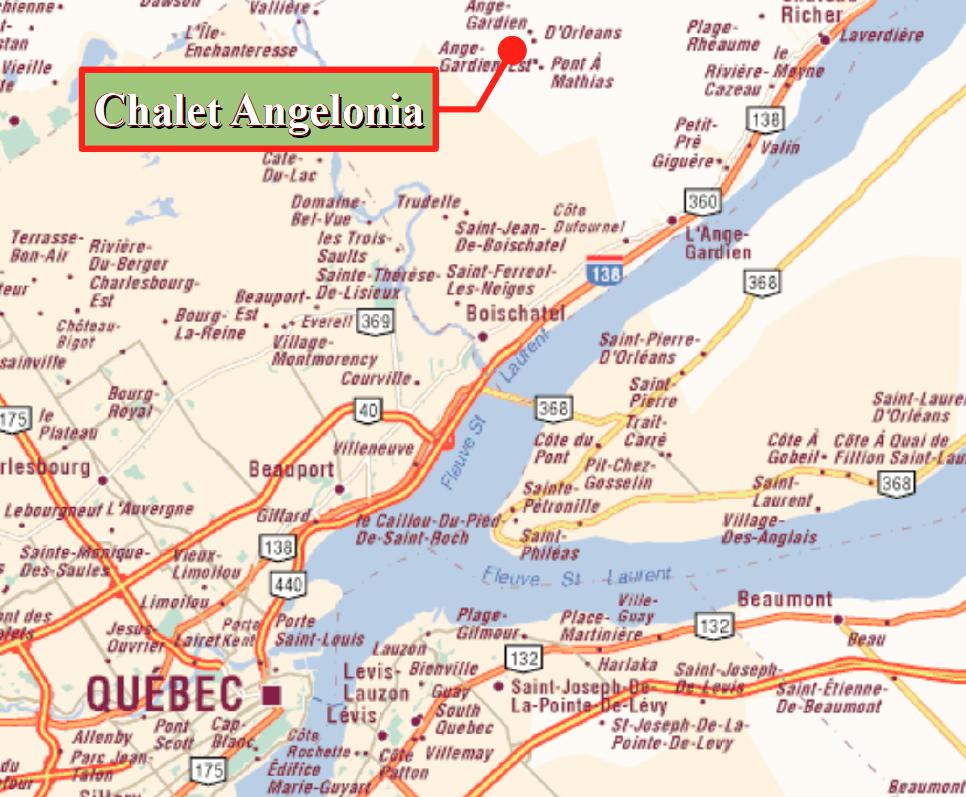 Dawson
Vallière
L'Île-
Enchanteresse
Vieille
Ange-
Gardien
D'Orleans
Ange-
Gardien Est
Pont À
Mathias
Plage-
Rhéaume
Richer
Laverdière
le
Moyne
Rivière-
Cazeau
138
Valin
Petit-
Pré
Giguère
Chalet Angelonia
Du-Lac
360
L'Ange-
Gardien
Domaine-
Bel-Vue
Trudelle
Côte
Dufournel
Saint-Jean-
De-Boischatel
les Trois-
Saults
Terrasse-
Bon-Air
Rivière-
Du-Berger
Charlesbourg-
Est
Sainte-Thérèse-
De-Lisieux
Saint-Ferreol-
Les-Neiges
138
368
Beauport-
Est
Bourg-
La-Reine
Everell
369
Boischatel
Château-
Bigot
Village-
Montmorency
Laurent
Saint-Pierre-
D'Orléans
Courville
Bourg-
Royal
Saint-
Pierre
175
le
Plateau
40
368
Trait-
Carré
Saint-Laurent
D'Orléans
Villeneuve
Fleuve St
Côte du
Pont
Côte À
Gobeil
Côte À Quai de
Fillion Saint-Lau
Beauport
Pit-Chez-
Gosselin
368
Sainte-
Pétronille
Saint-
Laurent
Lebourgneuf
L'Auvergne
Giffard
le Caillou-Du-Pied-
De-Saint-Roch
Village-
Des-Anglais
Saint-
Philéas
Sainte-Monique-
Des-Saules
Vieux-
Limoilou
138
Fleuve St Laurent
440
Limoilou
Ville-
Guay
Beaumont
Plage-
Gilmour
Place-
Martinière
132
Jesus-
Ouvrier
Lairet
Porte
Kent
Porte
Saint-Louis
Beau
Lauzon
132
Harlaka
Levis-
Lauzon
Bienville
Saint-Joseph-
De-Levis
QUÉBEC
Guay
Saint-Joseph-De-
La-Pointe-De-Lévy
Saint-Étienne-
De-Beaumont
Lévis
South
Quebec
St-Joseph-De-La-
Pointe-De-Levy
Allenby
Pont
Scott
Cap-
Blanc
Côte
Rochette
Côte
Patton
Villemay
Parc Jean-
Talon
175
Édifice
Marie-Guyart
Beaumont